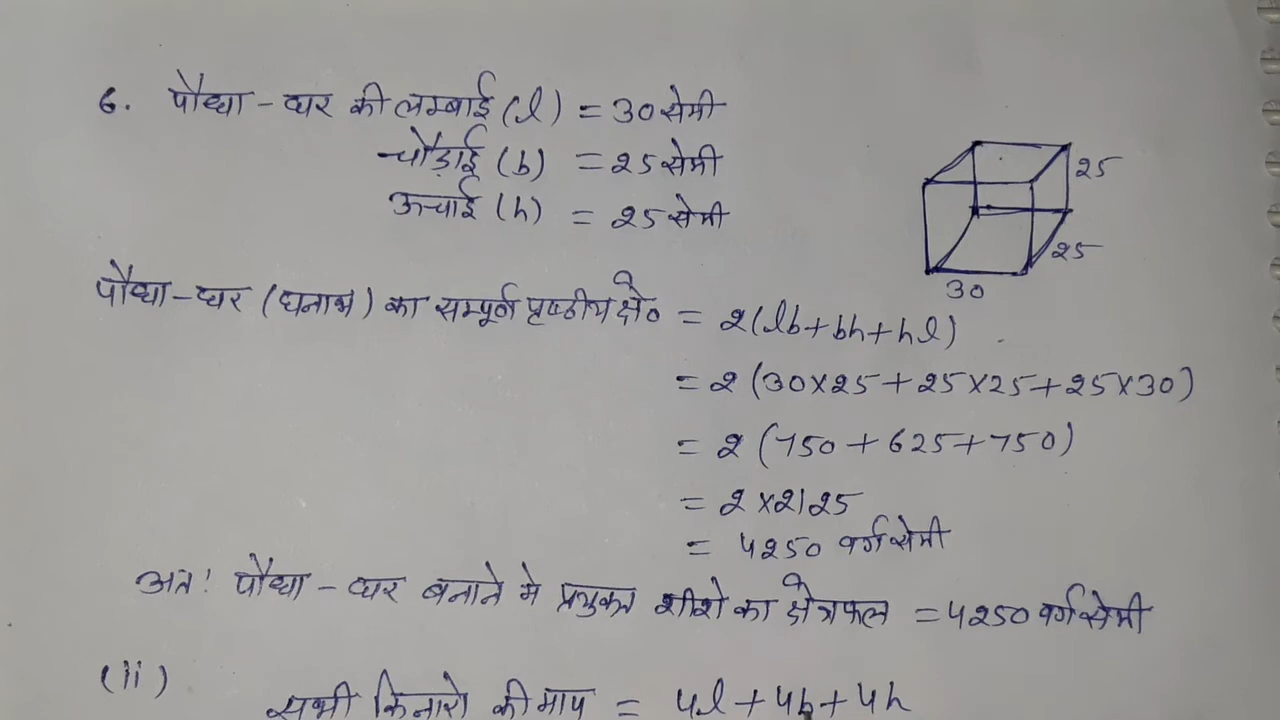 6. पौधा - घर की लम्बाई (l) = 30 सेमी
चौड़ाई (b) = 25 सेमी
ऊचाई (h) = 25 सेमी
25
25
30
पौधा - घर (घनाभ) का सम्पूर्ण पृष्ठीय क्षे० = 2(lb+bh+hl)
= 2 (30×25 + 25×25 + 25×30)
= 2 (750 + 625 + 750)
= 2 × 2125
= 4250 वर्ग सेमी
अतः पौधा - घर बनाने मे प्रयुक्त शीशे का क्षेत्रफल = 4250 वर्ग सेमी
(ii)
सभी किनारो की माप = 4l + 4b + 4h